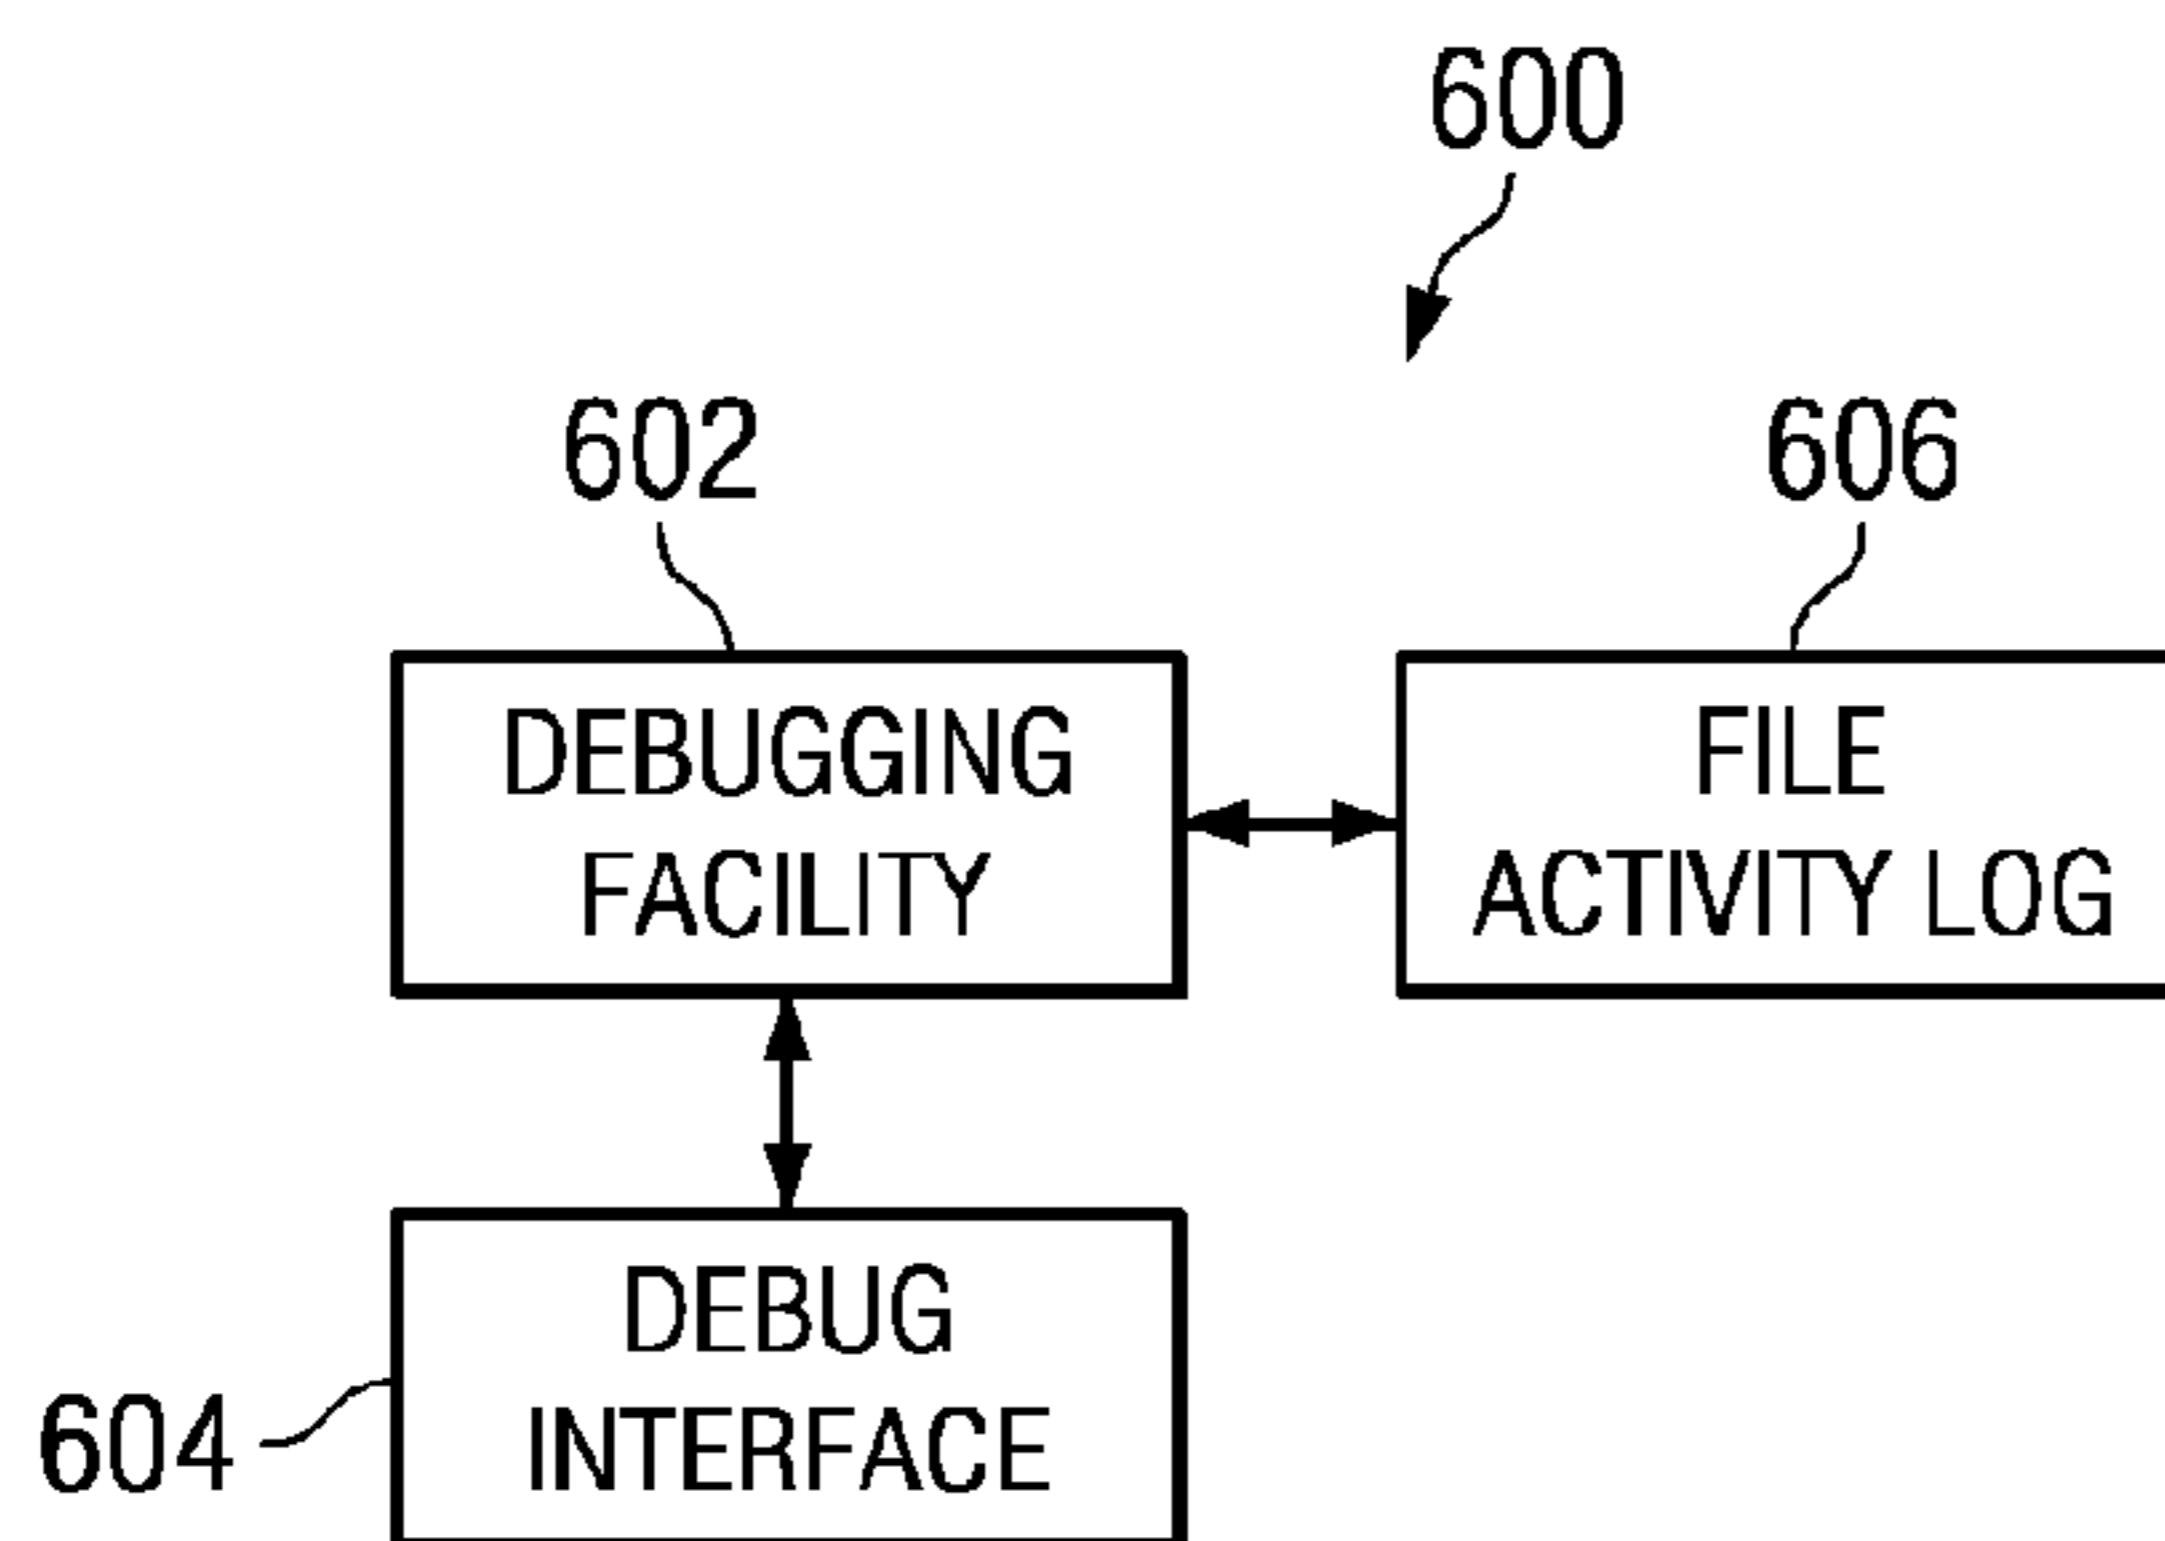 600
602
606
DEBUGGING
FACILITY
FILE
ACTIVITY LOG
DEBUG
INTERFACE
604